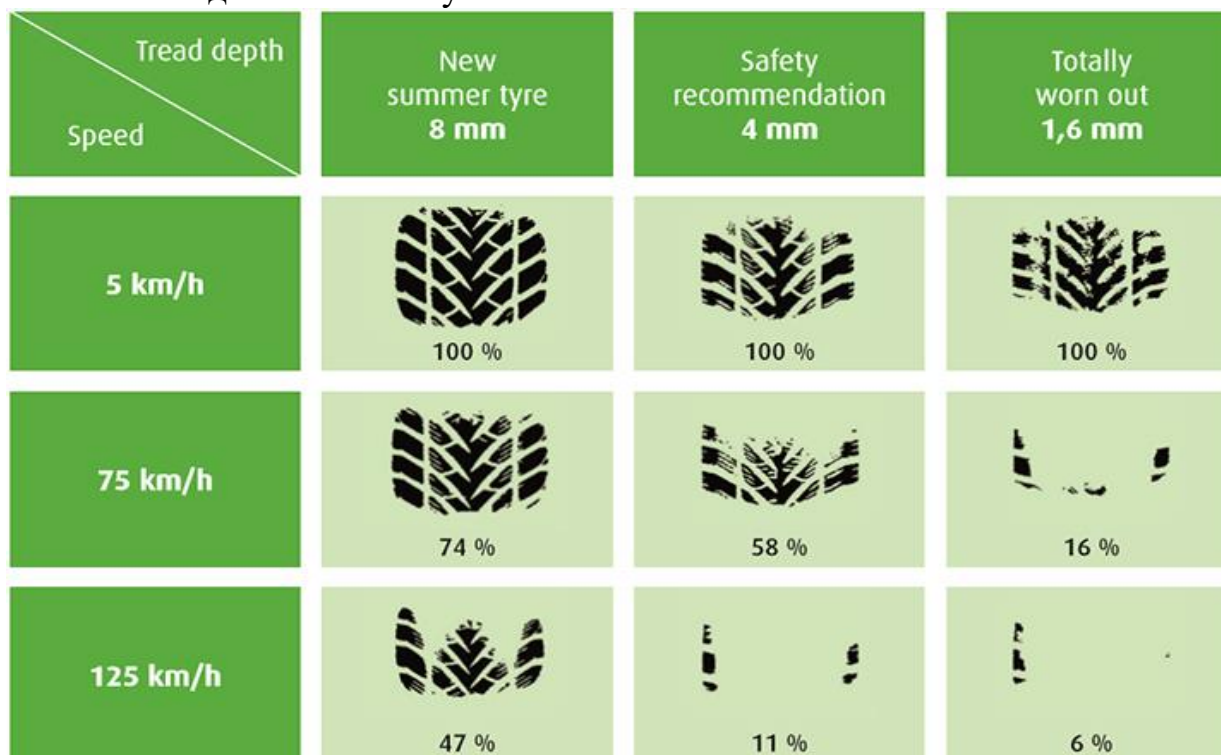 Tread depth
Speed
New
summer tyre
8 mm
Safety
recommendation
4 mm
Totally
worn out
1,6 mm
5 km/h
100 %
100 %
100 %
75 km/h
74 %
58 %
16 %
125 km/h
47 %
11 %
6 %